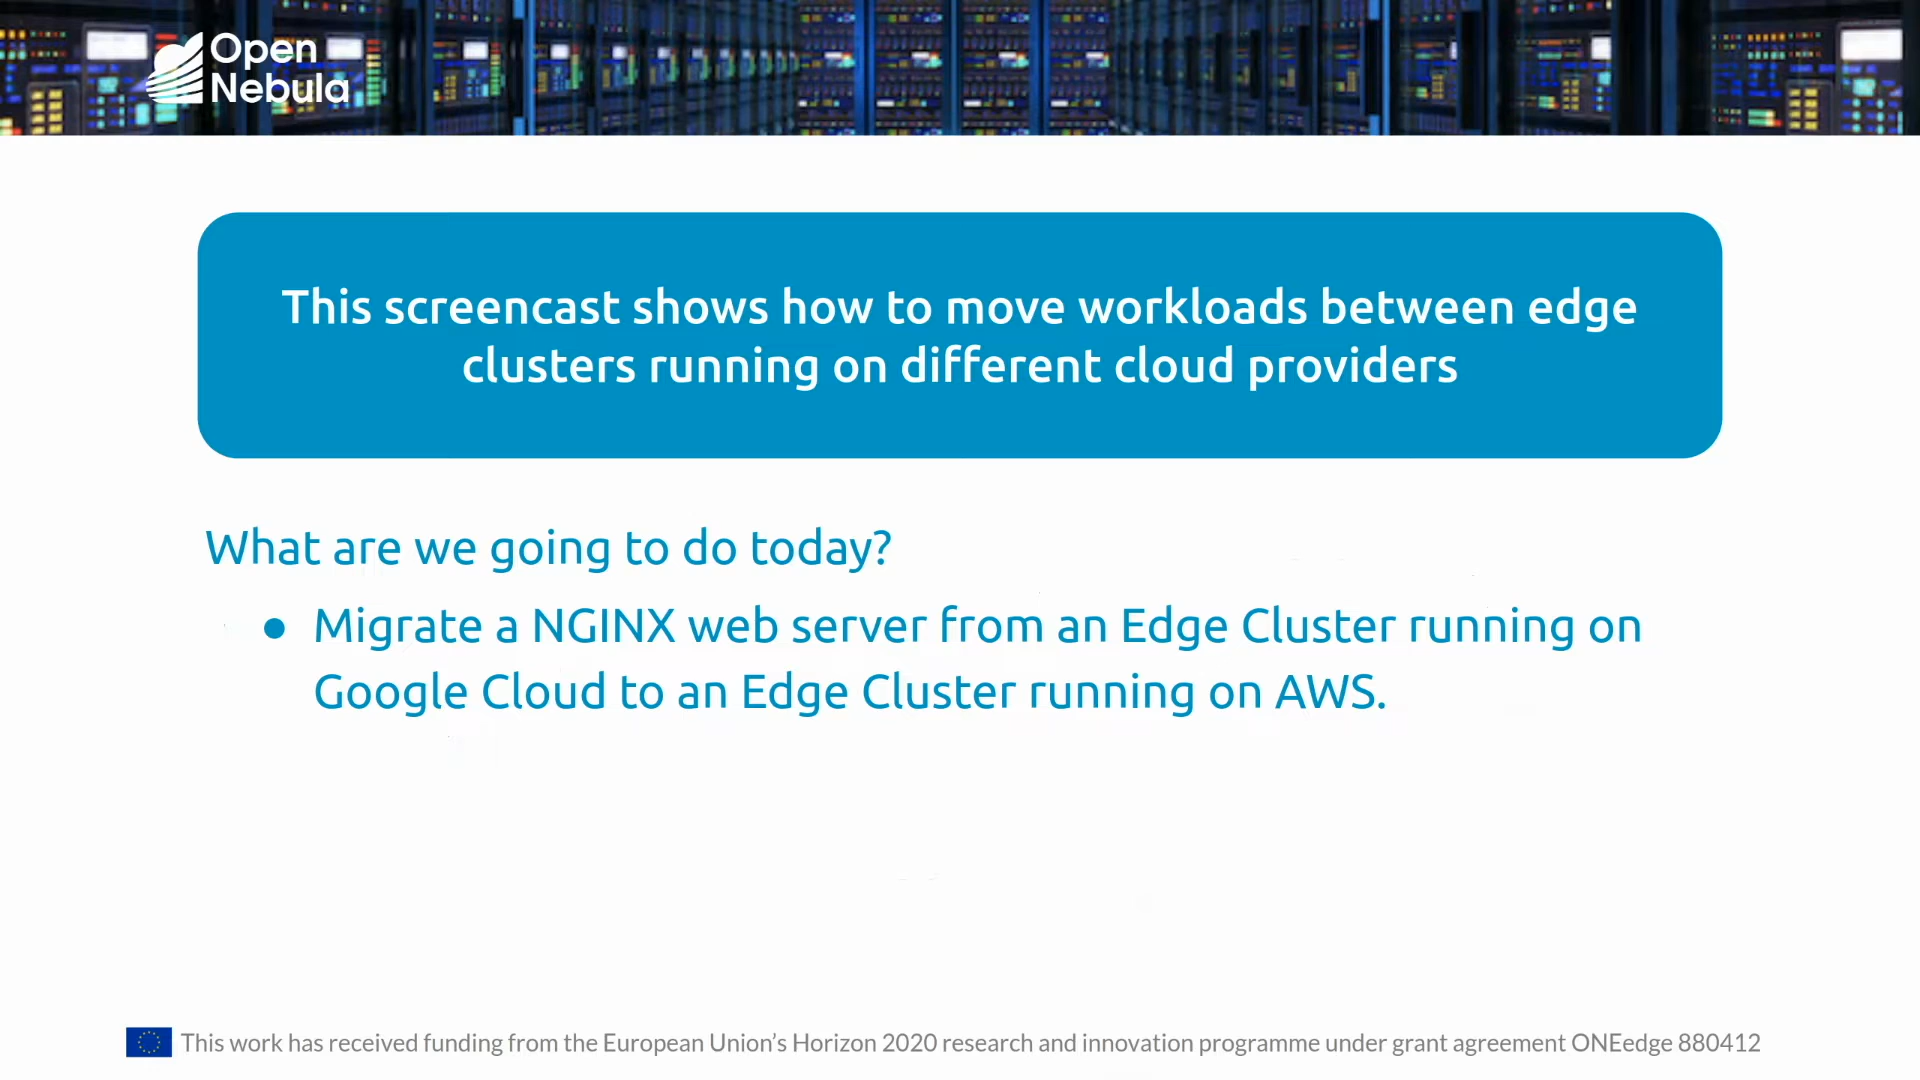 Open
Nebula
This screencast shows how to move workloads between edge
clusters running on different cloud providers
What are we going to do today?
● Migrate a NGINX web server from an Edge Cluster running on
Google Cloud to an Edge Cluster running on AWS.
This work has received funding from the European Union’s Horizon 2020 research and innovation programme under grant agreement ONEedge 880412